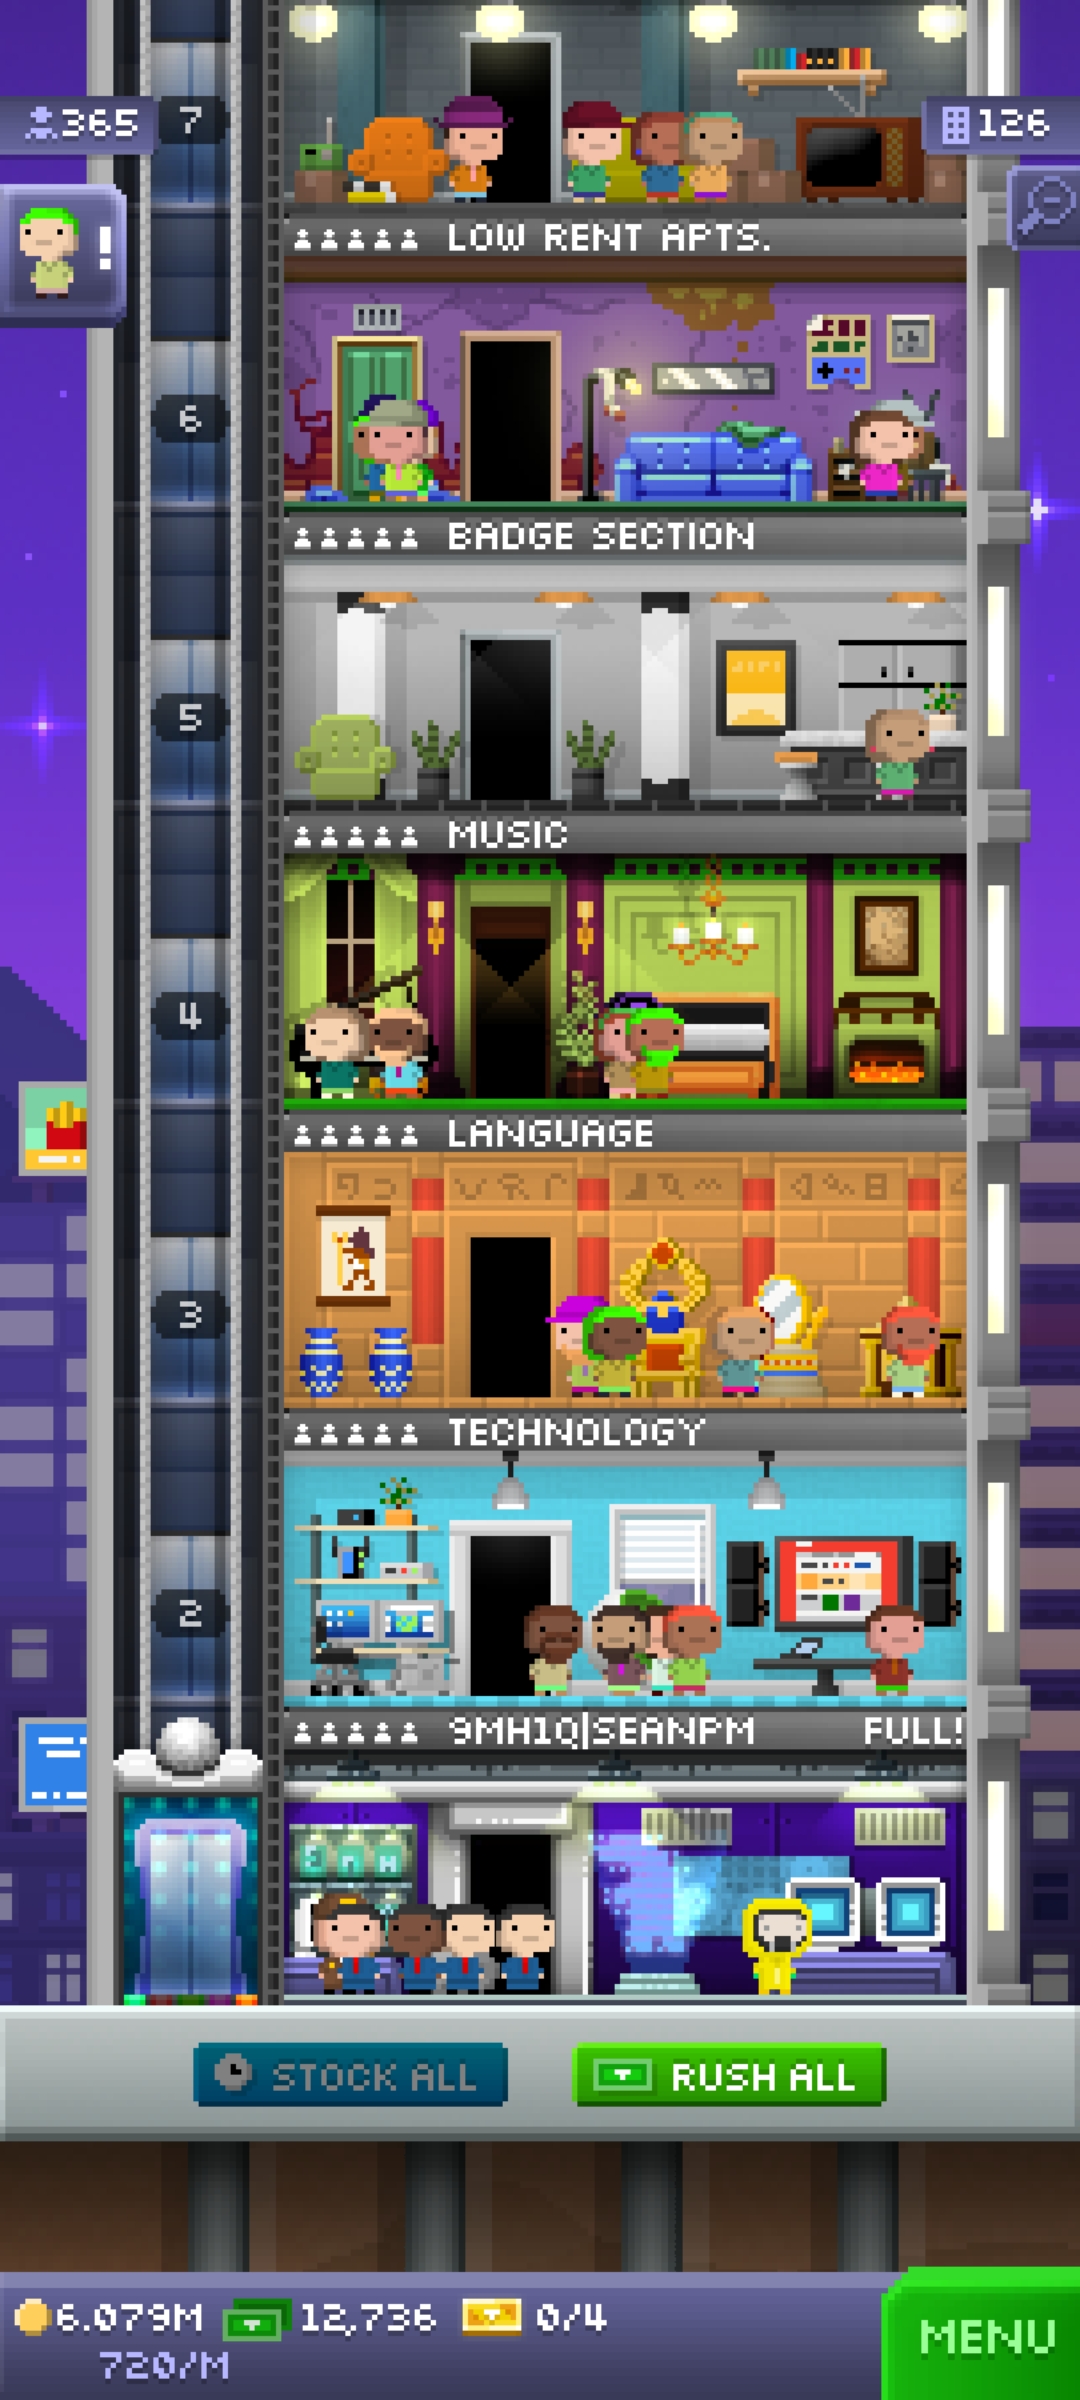 365
7
126
!
LOW RENT APTS.
6
BADGE SECTION
5
MUSIC
4
LANGUAGE
3
TECHNOLOGY
2
9MH1Q|SEANPM FULL!
STOCK ALL
RUSH ALL
6.079M 12,736 0/4
720/M
MENU